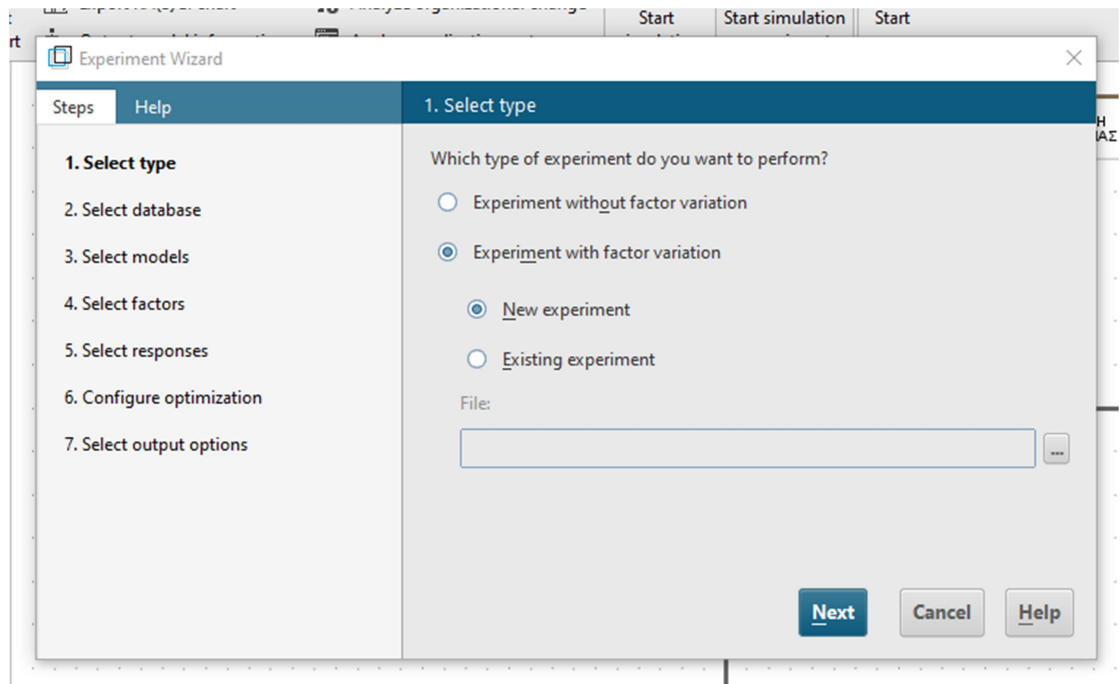 Start
Start simulation
Start
Experiment Wizard
Steps
Help
1. Select type
1. Select type
2. Select database
3. Select models
4. Select factors
5. Select responses
6. Configure optimization
7. Select output options
Which type of experiment do you want to perform?
Experiment without factor variation
Experiment with factor variation
New experiment
Existing experiment
File:
...
Next
Cancel
Help